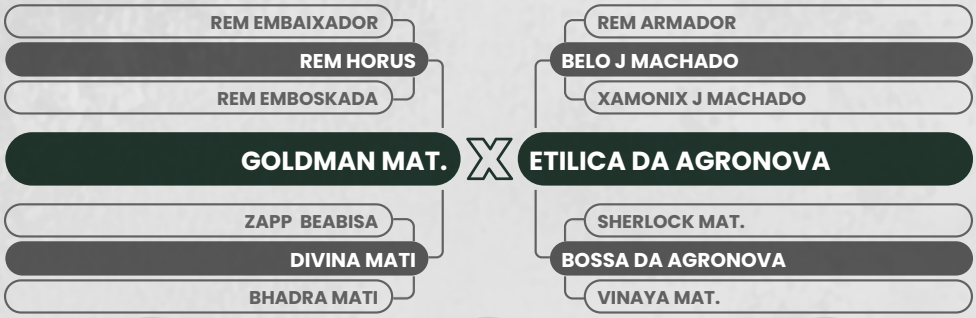 REM EMBAIXADOR
REM HORUS
REM EMBOSKADA
GOLDMAN MAT.
ZAPP BEABISA
DIVINA MATI
BHADRA MATI
X
REM ARMADOR
BELO J MACHADO
XAMONIX J MACHADO
ETILICA DA AGRONOVA
SHERLOCK MAT.
BOSSA DA AGRONOVA
VINAYA MAT.